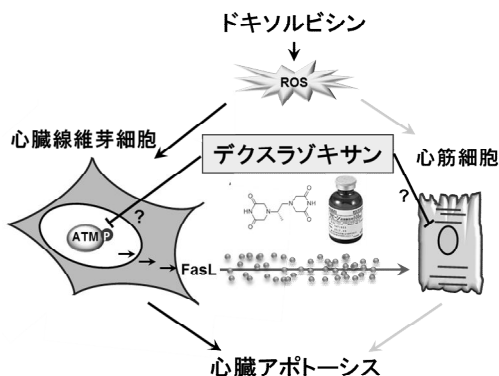 ドキソルビシン
ROS
心臓線維芽細胞
デクスラゾキサン
心筋細胞
?
?
ATM P
FasL
心臓アポトーシス